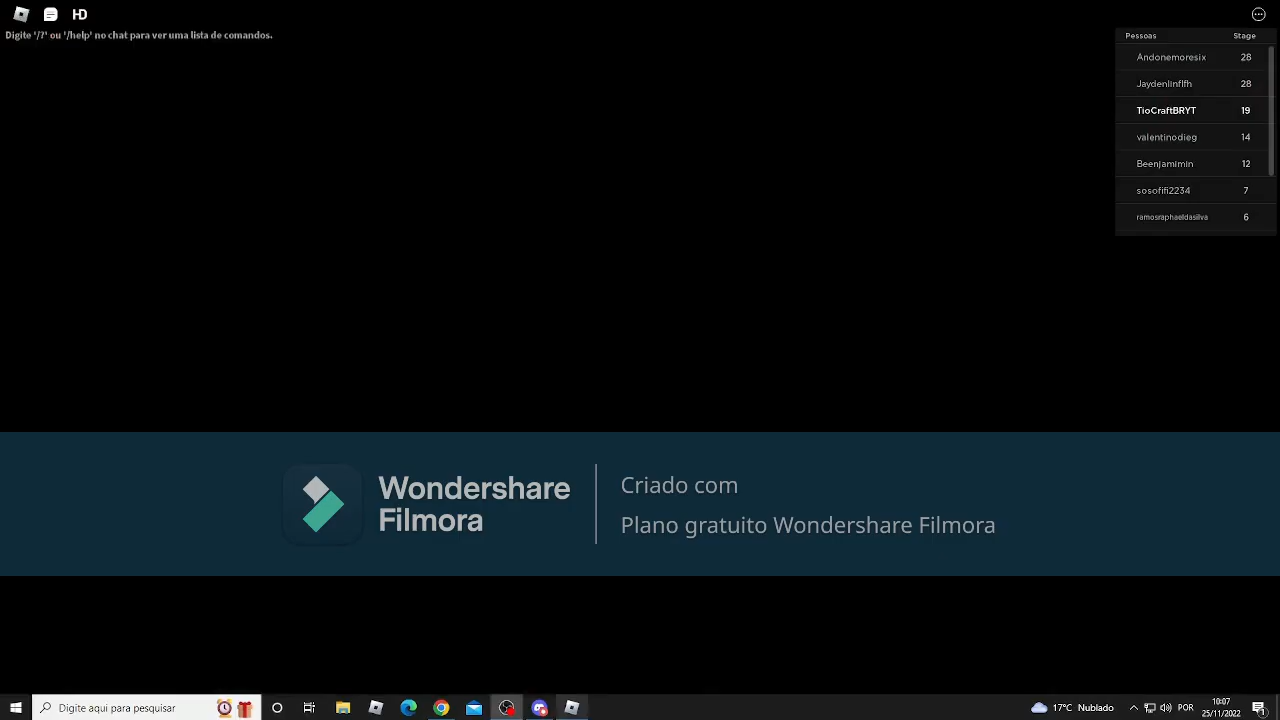 HD
Digite '/?' ou '/help' no chat para ver uma lista de comandos.
Pessoas Stage
Andonemoresix 28
Jaydenlinflfh 28
TioCraftBRYT 19
valentinodieg 14
Beenjamimin 12
sosofifi2234 7
ramosraphaeldasilva 6
Wondershare
Filmora
Criado com
Plano gratuito Wondershare Filmora
Digite aqui para pesquisar
17°C Nublado
POR
10:07
25/11/2022